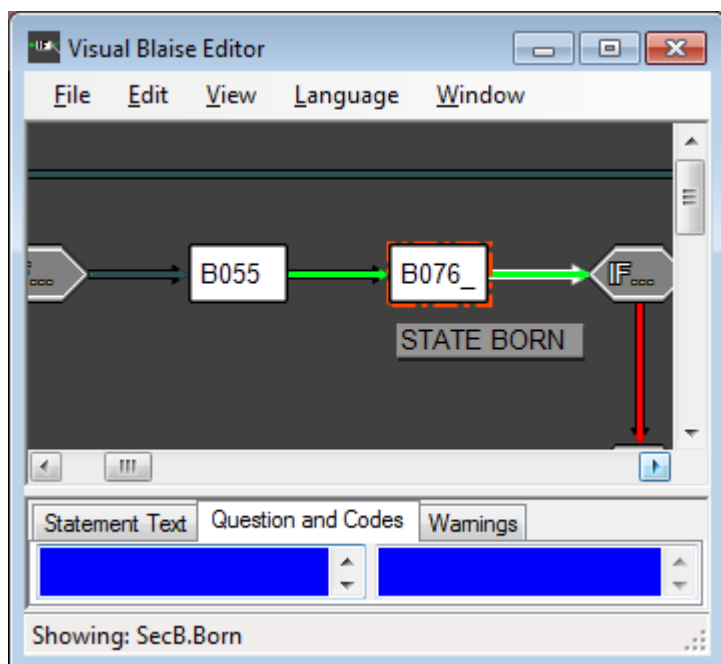 Visual Blaise Editor
File Edit View Language Window
F... B055 B076_ IF...
STATE BORN
Statement Text Question and Codes Warnings
Showing: SecB.Born